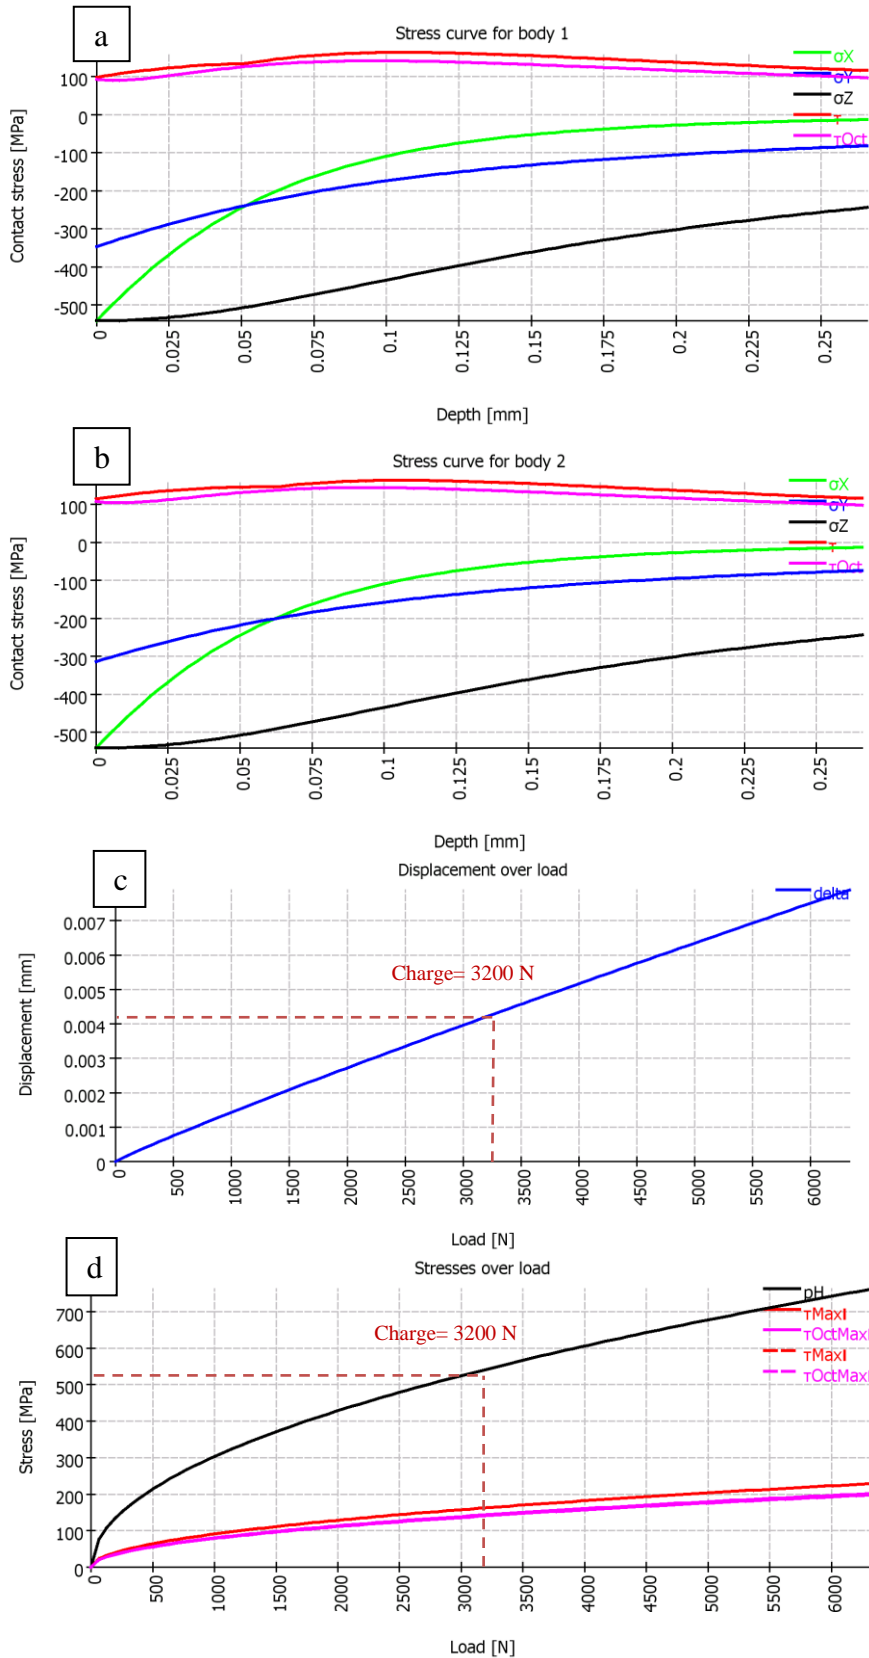 a
Stress curve for body 1
σX
σY
σZ
τ
τOct
100
0
-100
-200
-300
-400
-500
Contact stress [MPa]
0
0.025
0.05
0.075
0.1
0.125
0.15
0.175
0.2
0.225
0.25
Depth [mm]
b
Stress curve for body 2
σX
σY
σZ
τ
τOct
100
0
-100
-200
-300
-400
-500
Contact stress [MPa]
0
0.025
0.05
0.075
0.1
0.125
0.15
0.175
0.2
0.225
0.25
Depth [mm]
c
Displacement over load
delta
0.007
0.006
0.005
0.004
0.003
0.002
0.001
0
Displacement [mm]
Charge= 3200 N
0
500
1000
1500
2000
2500
3000
3500
4000
4500
5000
5500
6000
Load [N]
d
Stresses over load
pH
τMaxI
τOctMaxI
τMaxI
τOctMaxI
700
600
500
400
300
200
100
0
Stress [MPa]
Charge= 3200 N
0
500
1000
1500
2000
2500
3000
3500
4000
4500
5000
5500
6000
Load [N]